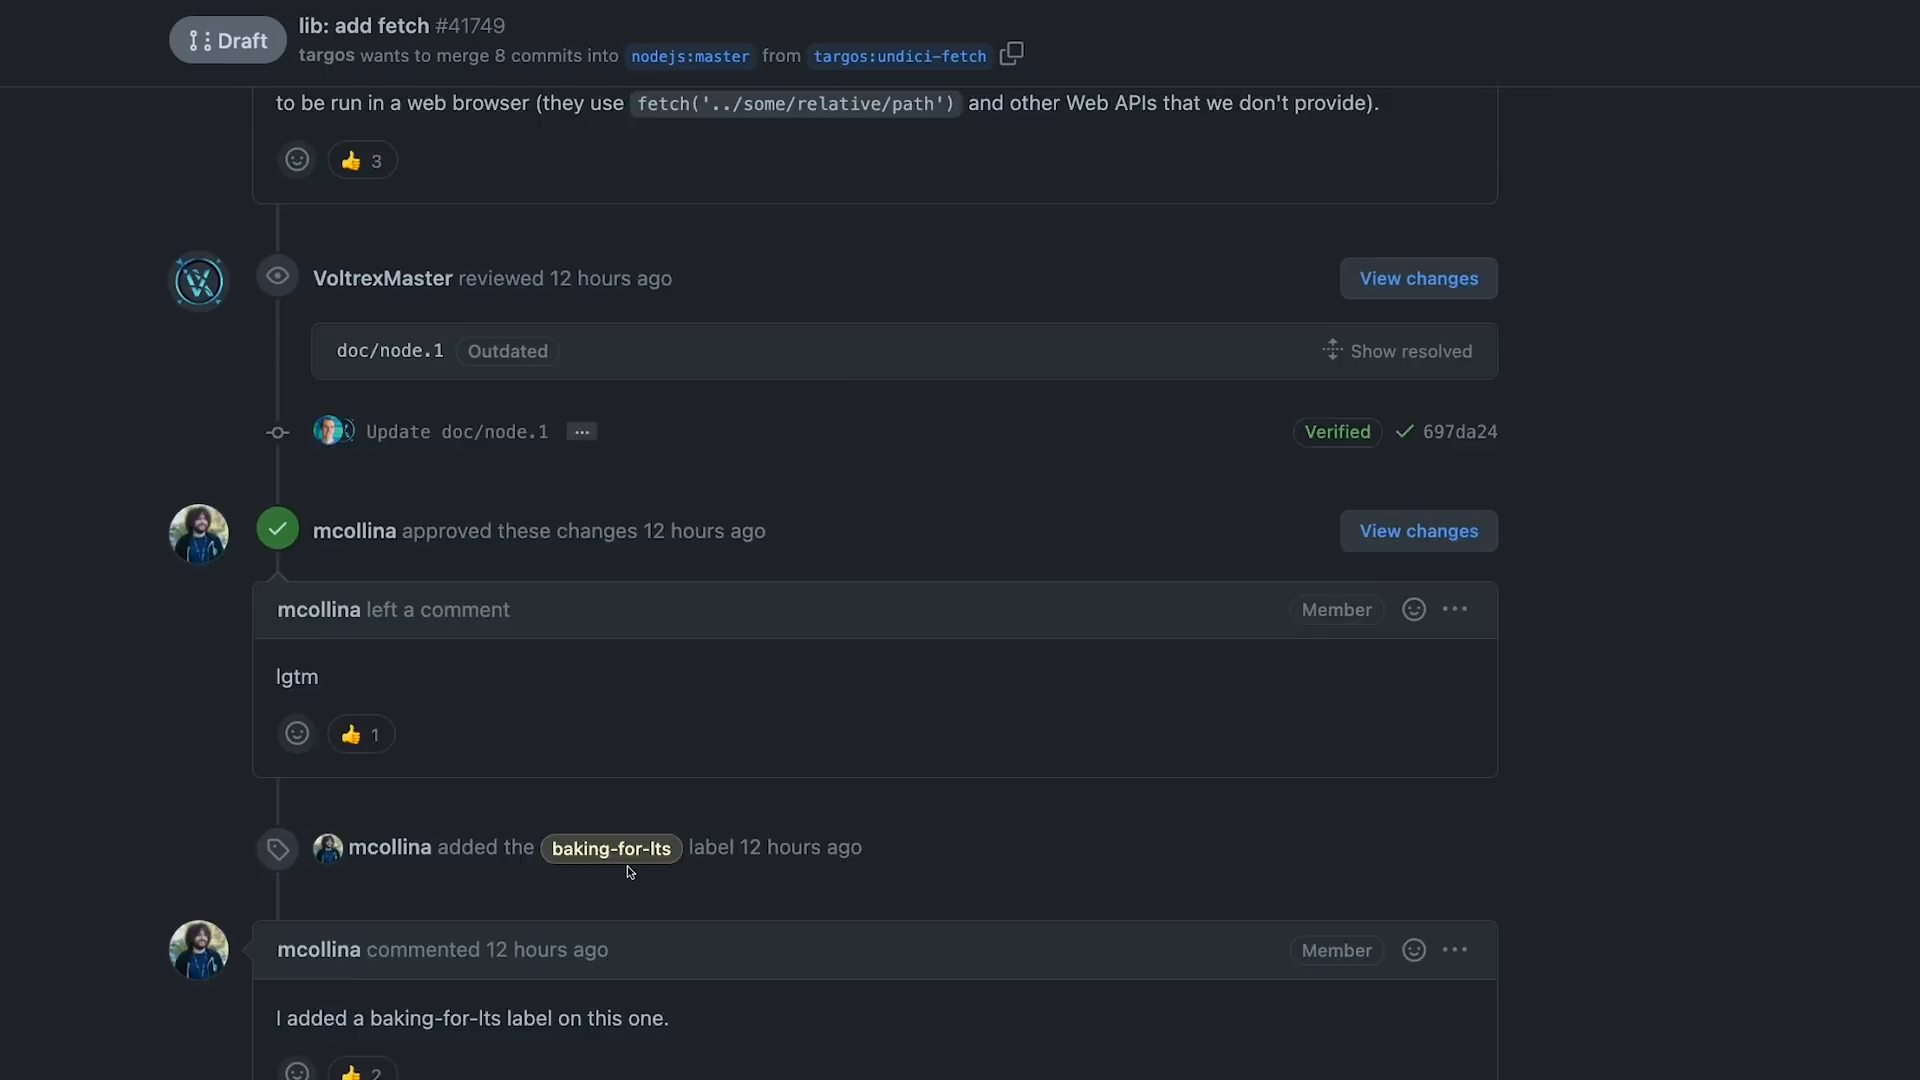 Draft
lib: add fetch #41749
targos wants to merge 8 commits into nodejs:master from targos:undici-fetch
to be run in a web browser (they use fetch('../some/relative/path') and other Web APIs that we don't provide).
👍 3
VoltrexMaster reviewed 12 hours ago
View changes
doc/node.1 Outdated
Show resolved
Update doc/node.1 ...
Verified ✓ 697da24
mcollina approved these changes 12 hours ago
View changes
mcollina left a comment
Member
lgtm
👍 1
mcollina added the baking-for-lts label 12 hours ago
mcollina commented 12 hours ago
Member
I added a baking-for-lts label on this one.
👍 2